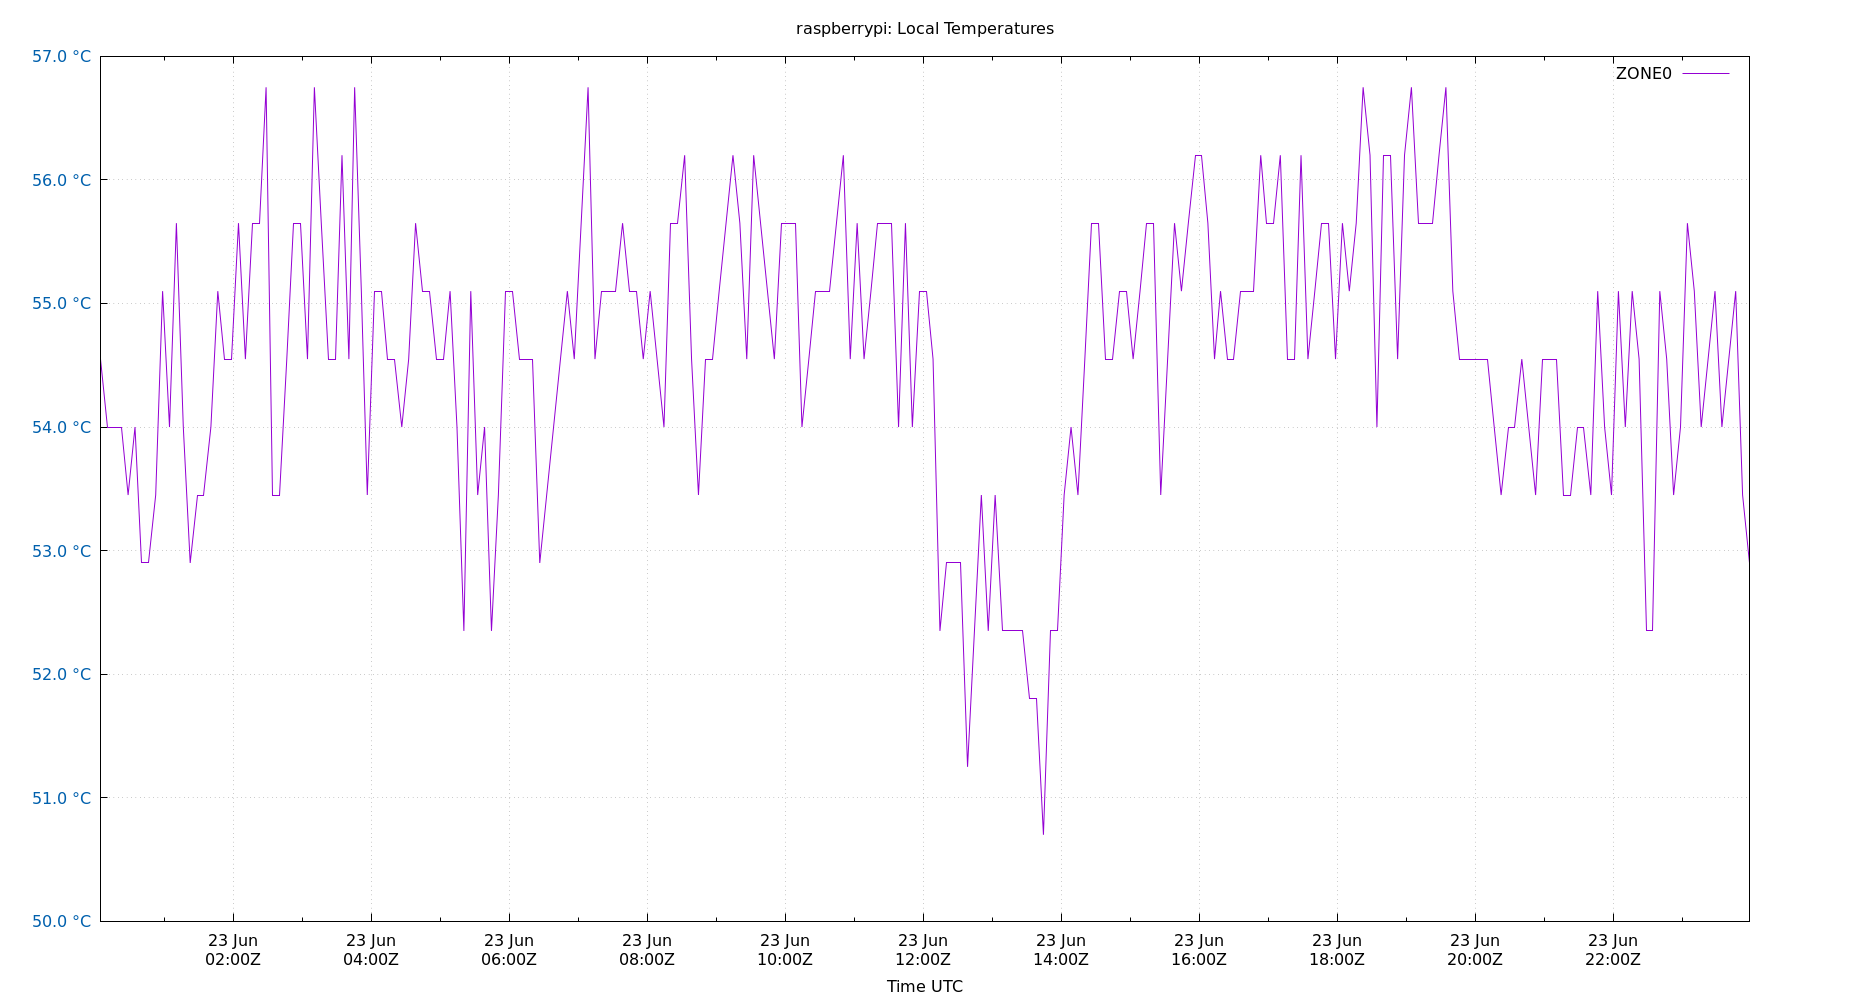 raspberrypi: Local Temperatures
57.0 °C
56.0 °C
55.0 °C
54.0 °C
53.0 °C
52.0 °C
51.0 °C
50.0 °C
ZONE0
23 Jun 23 Jun 23 Jun 23 Jun 23 Jun 23 Jun 23 Jun 23 Jun 23 Jun 23 Jun 23 Jun
02:00Z 04:00Z 06:00Z 08:00Z 10:00Z 12:00Z 14:00Z 16:00Z 18:00Z 20:00Z 22:00Z
Time UTC